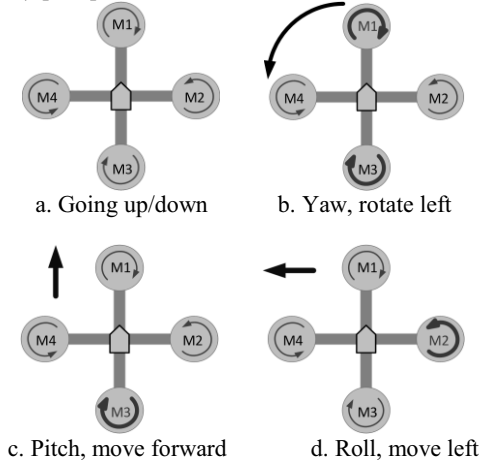 M1 M1
M4 M2 M4 M2
M3 M3
a. Going up/down b. Yaw, rotate left
M1 M1
M4 M2 M4 M2
M3 M3
c. Pitch, move forward d. Roll, move left